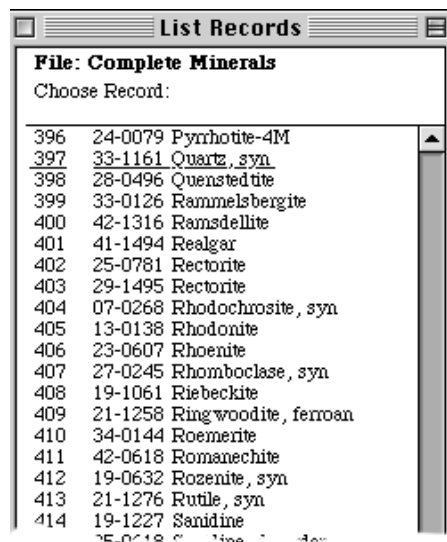 List Records
File: Complete Minerals
Choose Record:
396 24-0079 Pyrrhotite-4M
397 33-1161 Quartz, syn
398 28-0496 Quenstedtite
399 33-0126 Rammelsbergite
400 42-1316 Ramsdellite
401 41-1494 Realgar
402 25-0781 Rectorite
403 29-1495 Rectorite
404 07-0268 Rhodochrosite, syn
405 13-0138 Rhodonite
406 23-0607 Rhoenite
407 27-0245 Rhomboclase, syn
408 19-1061 Riebeckite
409 21-1258 Ringwoodite, ferroan
410 34-0144 Roemerite
411 42-0618 Romanechite
412 19-0632 Rozenite, syn
413 21-1276 Rutile, syn
414 19-1227 Sanidine